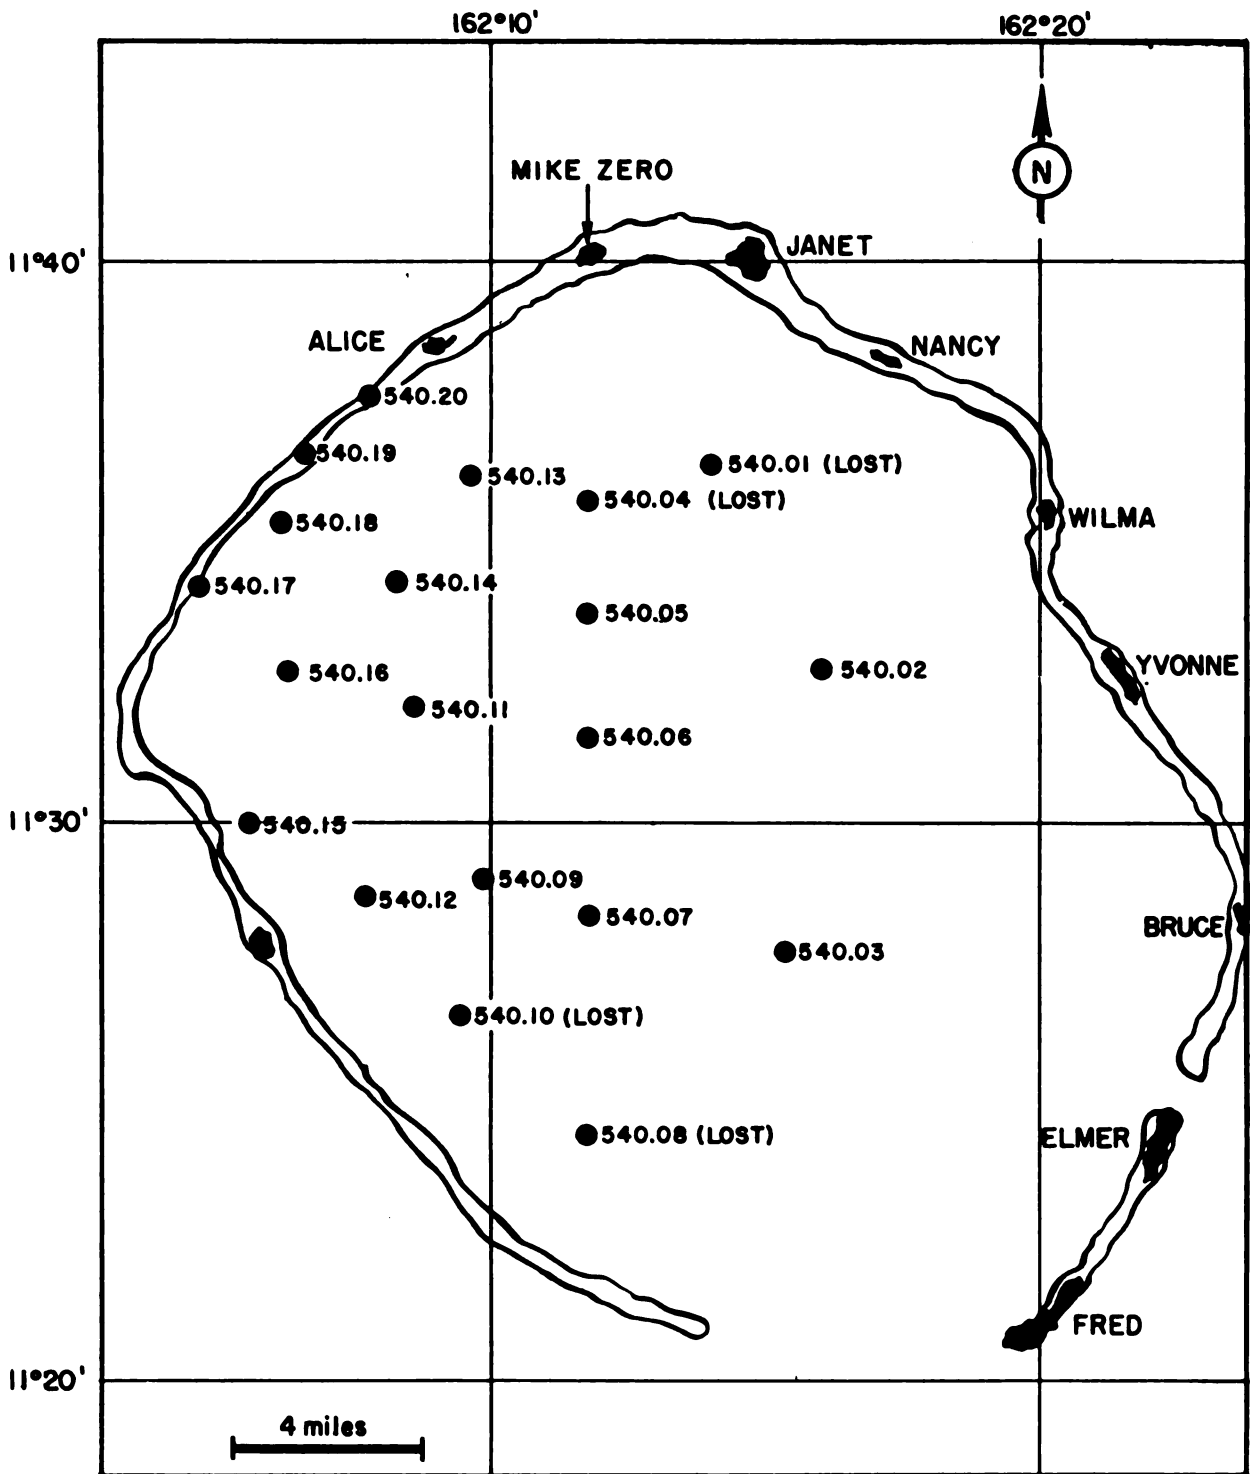 162°10'
162°20'
N
MIKE ZERO
JANET
11°40'
ALICE
NANCY
540.20
540.19
540.13
540.01 (LOST)
540.04 (LOST)
540.18
WILMA
540.17
540.14
540.05
540.16
540.02
YVONNE
540.11
540.06
11°30'
540.15
540.09
540.12
540.07
BRUCE
540.03
540.10 (LOST)
540.08 (LOST)
ELMER
FRED
11°20'
4 miles